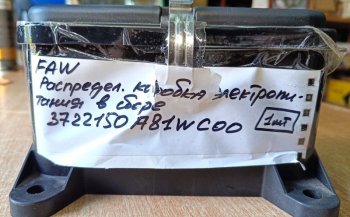 FAW
Распредел. коробка электропи-
тания в сборе
3722150A81WC00
1шт